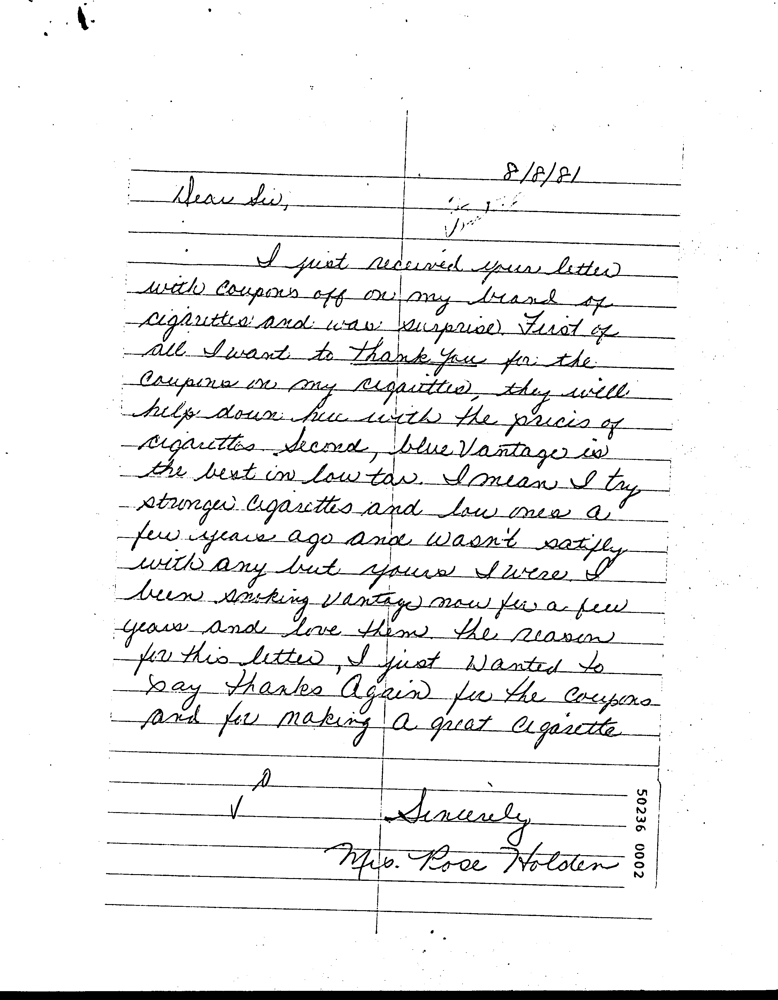 8/8/81
Dear Sir,
I just received your letter
with coupons off on my brand of
cigarettes and was surprise. First of
all I want to thank you for the
coupons on my cigarettes, they will
help down here with the prices of
cigarettes Second, blue Vantage is
the best in low tar. I mean I try
stronger cigarettes and low ones a
few years ago and wasn't satifly
with any but yours I
been smoking Vantage now for a few
years and love them the reason
for this letter, I just wanted to
say thanks Again for the coupons
and for making a great cigarette
Sincerely
Mrs. Rose Holden
50236 0002